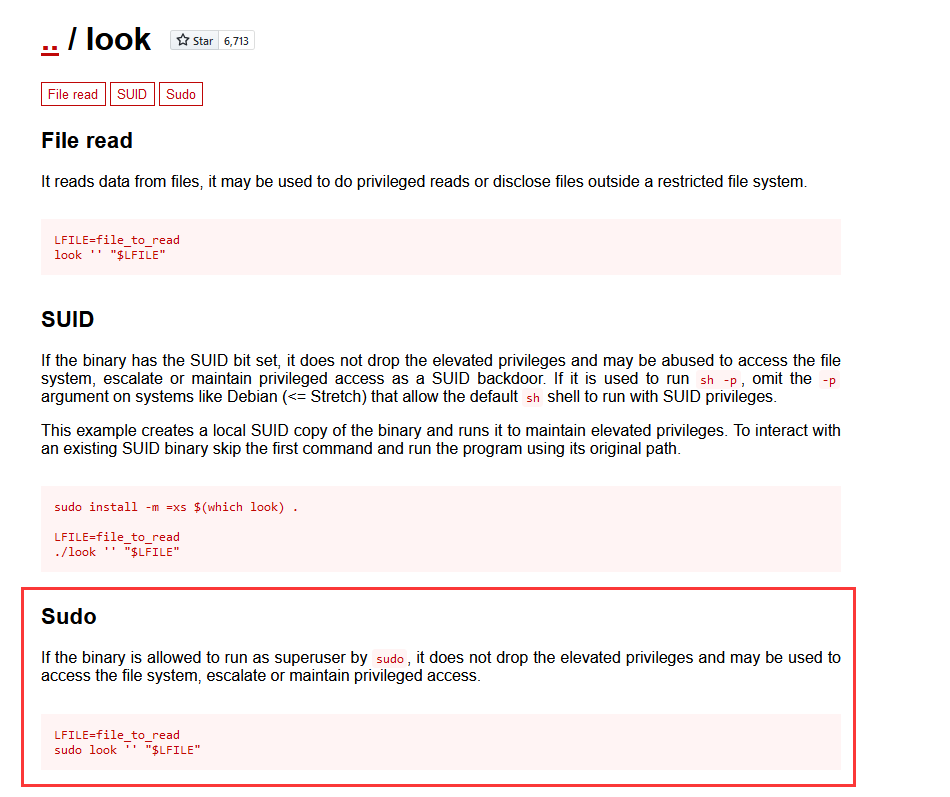 .. / look Star 6,713
File read SUID Sudo
File read
It reads data from files, it may be used to do privileged reads or disclose files outside a restricted file system.
LFILE=file_to_read
look '' "$LFILE"
SUID
If the binary has the SUID bit set, it does not drop the elevated privileges and may be abused to access the file
system, escalate or maintain privileged access as a SUID backdoor. If it is used to run sh -p, omit the -p
argument on systems like Debian (<= Stretch) that allow the default sh shell to run with SUID privileges.
This example creates a local SUID copy of the binary and runs it to maintain elevated privileges. To interact with
an existing SUID binary skip the first command and run the program using its original path.
sudo install -m =xs $(which look) .
LFILE=file_to_read
./look '' "$LFILE"
Sudo
If the binary is allowed to run as superuser by sudo, it does not drop the elevated privileges and may be used to
access the file system, escalate or maintain privileged access.
LFILE=file_to_read
sudo look '' "$LFILE"